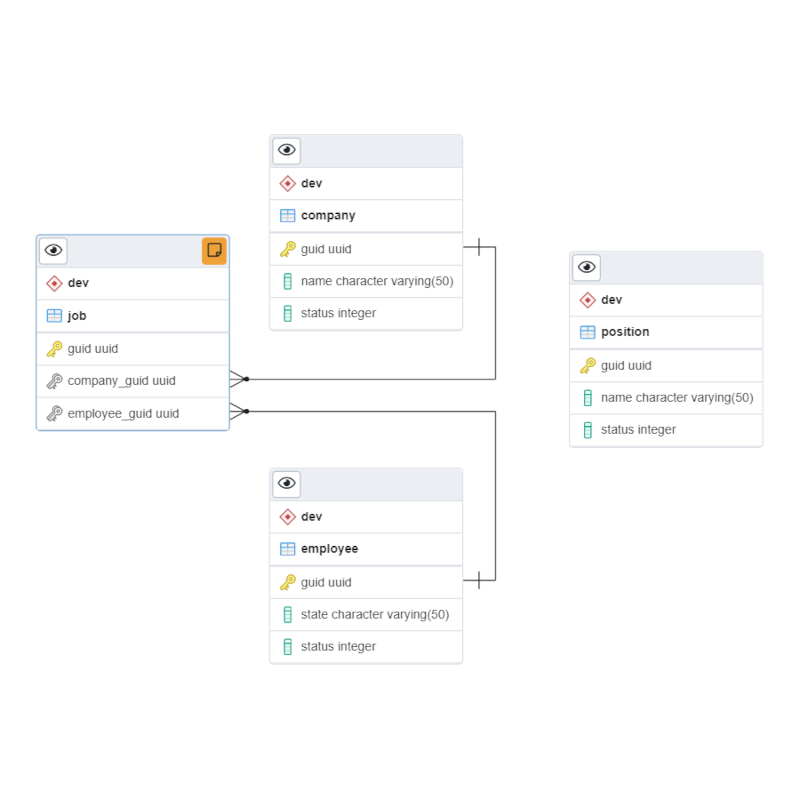 dev
company
guid uuid
name character varying(50)
status integer
dev
job
guid uuid
company_guid uuid
employee_guid uuid
dev
position
guid uuid
name character varying(50)
status integer
dev
employee
guid uuid
state character varying(50)
status integer